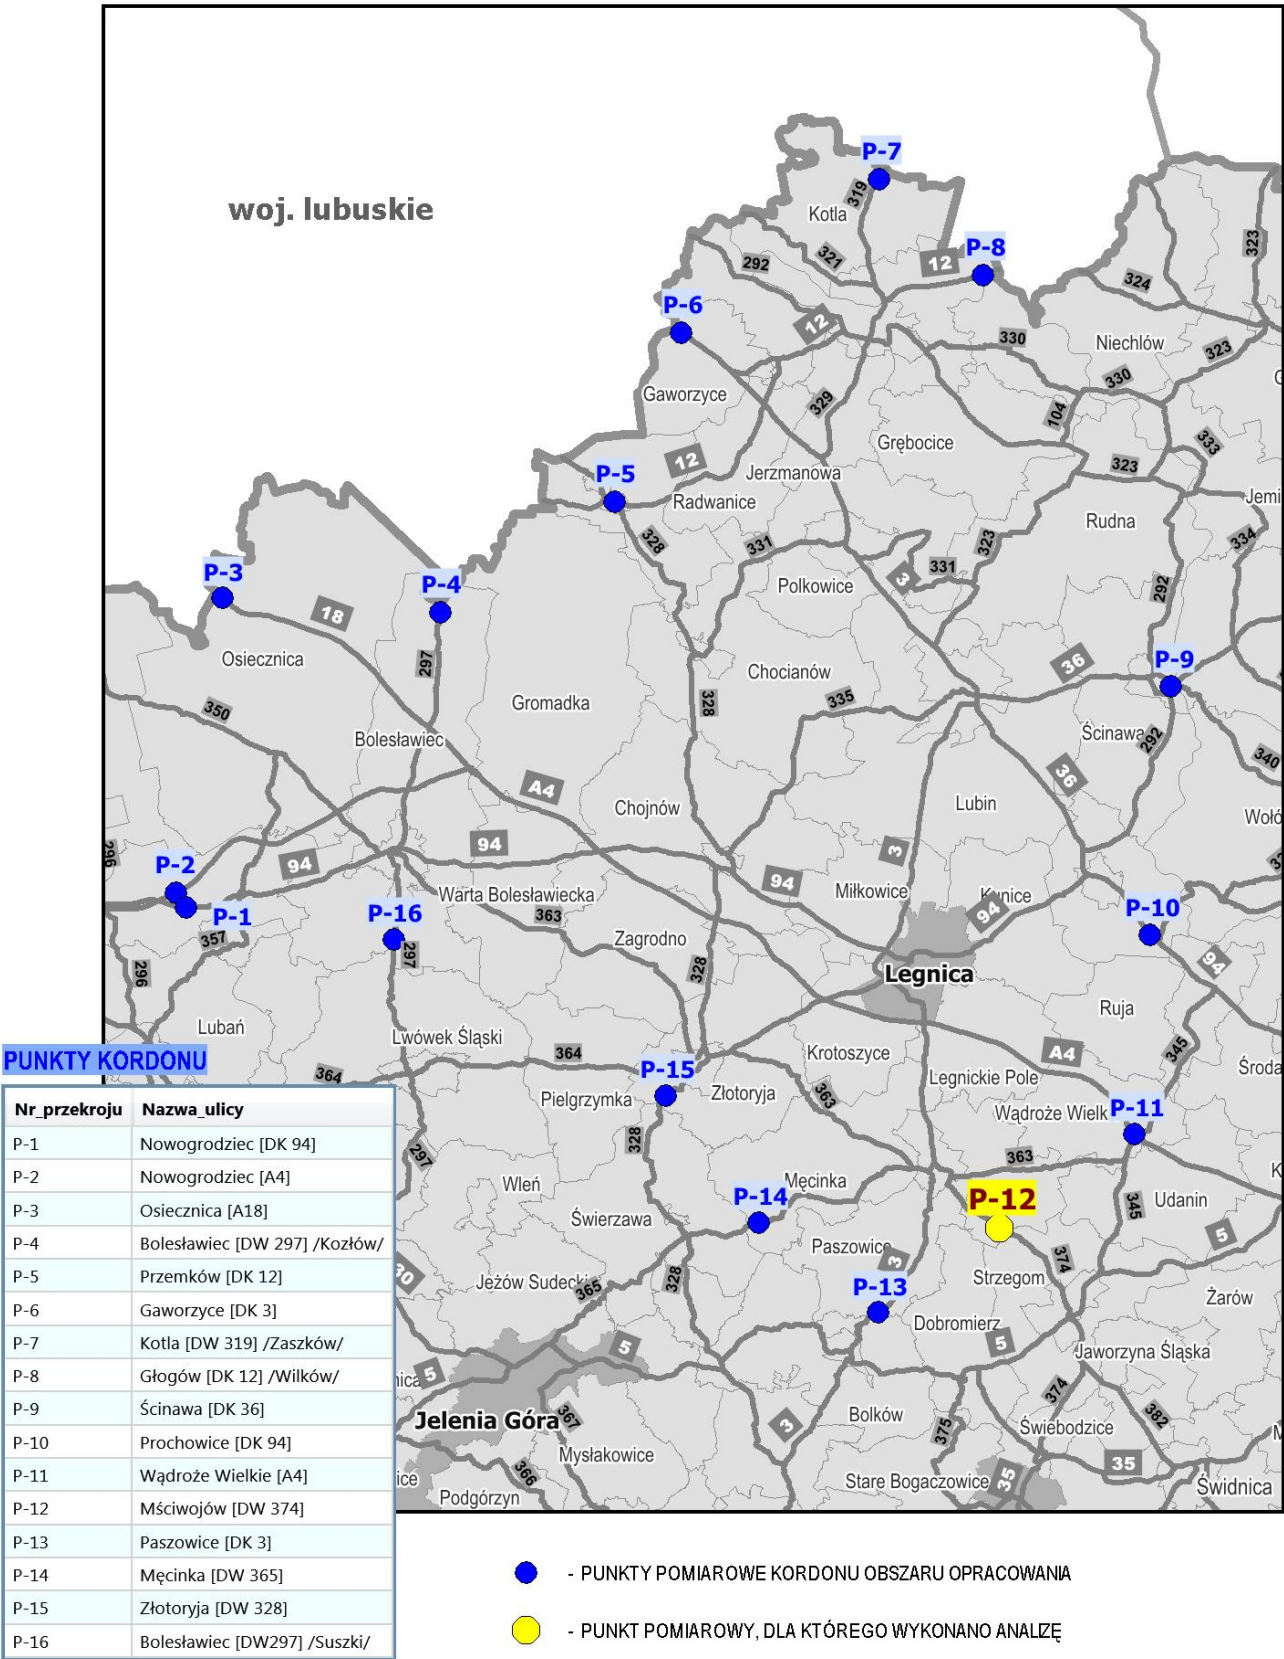 P-7
319
woj. lubuskie
Kotla
P-8
323
321
12
292
324
P-6
12
330
Niechlów
323
330
Gaworzyce
329
104
Grębocice
333
12
323
P-5
Jerzmanowa
Radwanice
Jemi
Rudna
334
328
331
323
P-3
P-4
331
3
Polkowice
292
18
Osiecznica
297
36
P-9
Chocianów
328
335
350
Gromadka
Ścinawa
292
Bolesławiec
340
A4
36
Chojnów
Lubin
Wołó
94
3
296
P-2
94
94
Miłkowice
Kunice
94
Warta Bolesławiecka
P-16
363
P-1
P-10
357
Zagrodno
297
94
296
328
Legnica
Ruja
Lubań
Lwówek Śląski
A4
345
PUNKTY KORDONU
364
Krotoszyce
364
P-15
Środa
Legnickie Pole
Złotoryja
363
Pielgrzymka
Wądroże Wielk
P-11
328
297
363
Męcinka
Wleń
P-14
P-12
Udanin
345
Świerzawa
5
Paszowice
3
374
30
Jeżów Sudecki
365
328
P-13
Strzegom
Żarów
Dobromierz
5
5
5
Jaworzyna Śląska
374
382
367
Jelenia Góra
3
Bolków
375
Świebodzice
Mysłakowice
366
35
35
Stare Bogaczowice
Świdnica
Podgórzyn
Nr_przekroju Nazwa_ulicy
P-1 Nowogrodziec [DK 94]
P-2 Nowogrodziec [A4]
P-3 Osiecznica [A18]
P-4 Bolesławiec [DW 297] /Kozłów/
P-5 Przemków [DK 12]
P-6 Gaworzyce [DK 3]
P-7 Kotla [DW 319] /Zaszków/
P-8 Głogów [DK 12] /Wilków/
P-9 Ścinawa [DK 36]
P-10 Prochowice [DK 94]
P-11 Wądroże Wielkie [A4]
P-12 Mściwojów [DW 374]
P-13 Paszowice [DK 3]
P-14 Męcinka [DW 365]
P-15 Złotoryja [DW 328]
P-16 Bolesławiec [DW297] /Suszki/
- PUNKTY POMIAROWE KORDONU OBSZARU OPRACOWANIA
- PUNKT POMIAROWY, DLA KTÓREGO WYKONANO ANALIZĘ